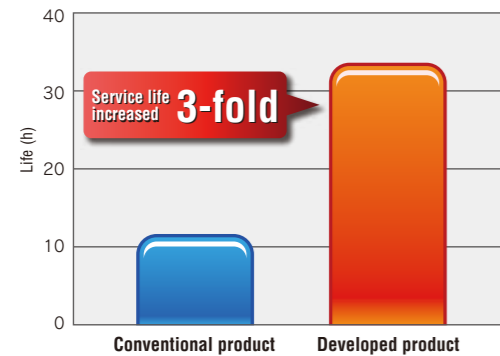 40
30
20
10
0
Life (h)
Service life
increased
3-fold
Conventional product
Developed product